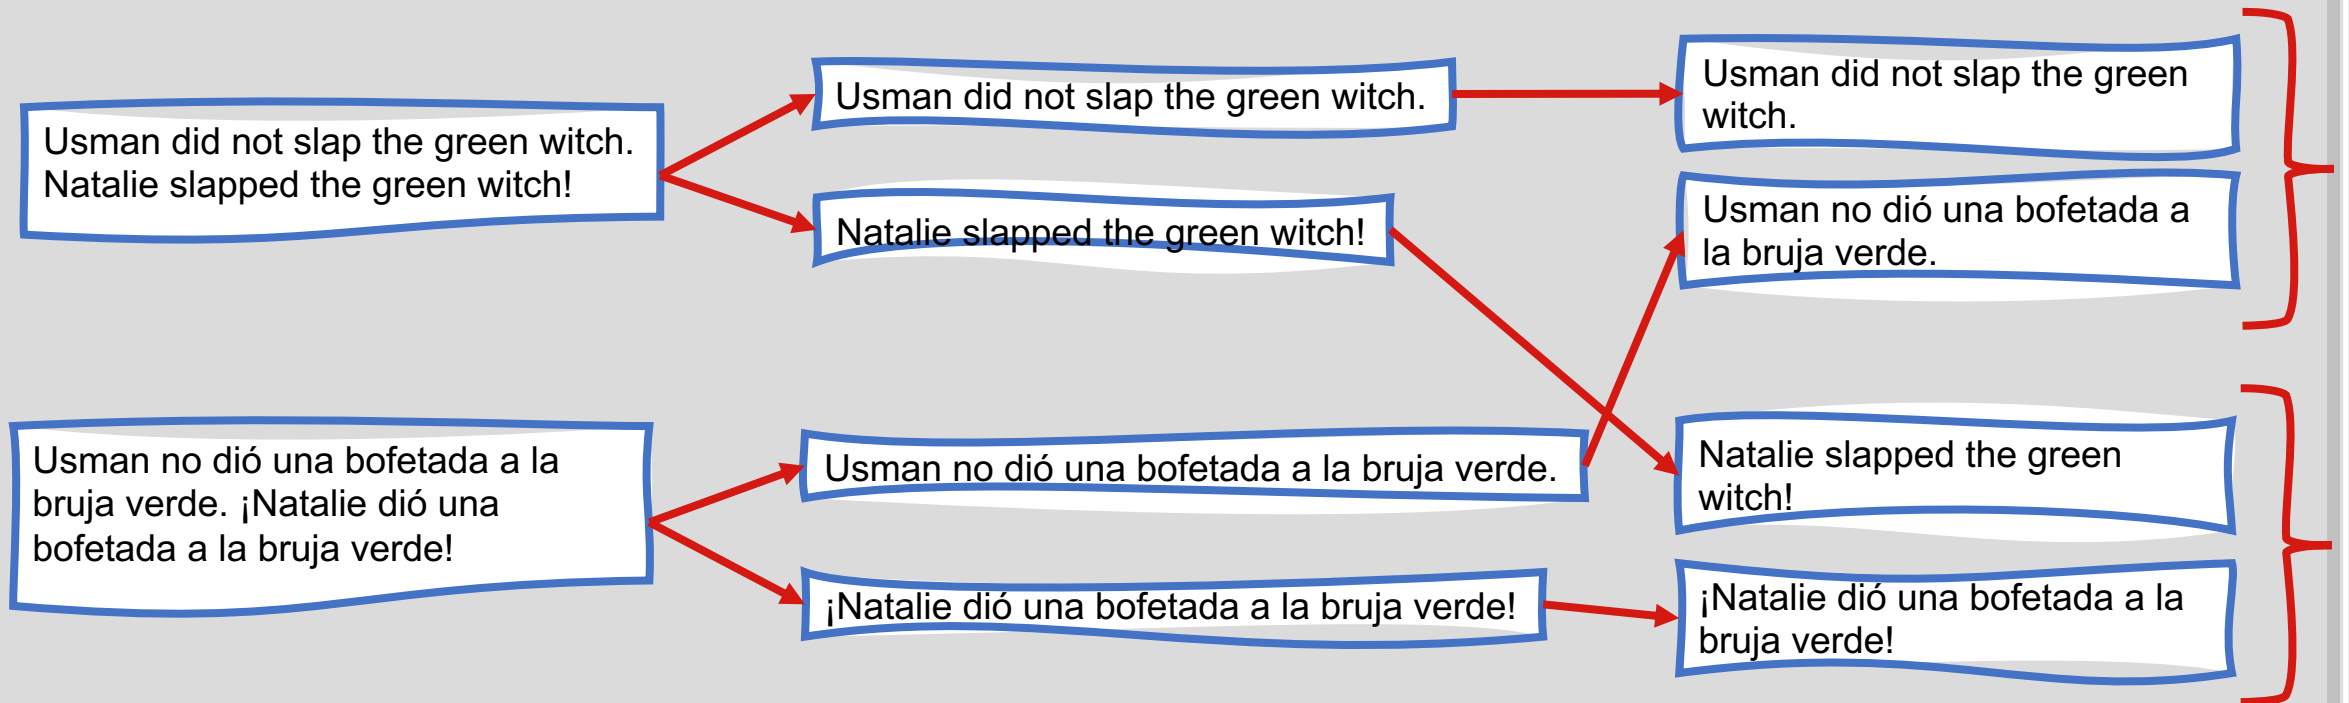 Usman did not slap the green witch.
Natalie slapped the green witch!
Usman no dió una bofetada a la
bruja verde. ¡Natalie dió una
bofetada a la bruja verde!
Usman did not slap the green witch.
Natalie slapped the green witch!
Usman no dió una bofetada a la bruja verde.
¡Natalie dió una bofetada a la bruja verde!
Usman did not slap the green
witch.
Usman no dió una bofetada a
la bruja verde.
Natalie slapped the green
witch!
¡Natalie dió una bofetada a la
bruja verde!